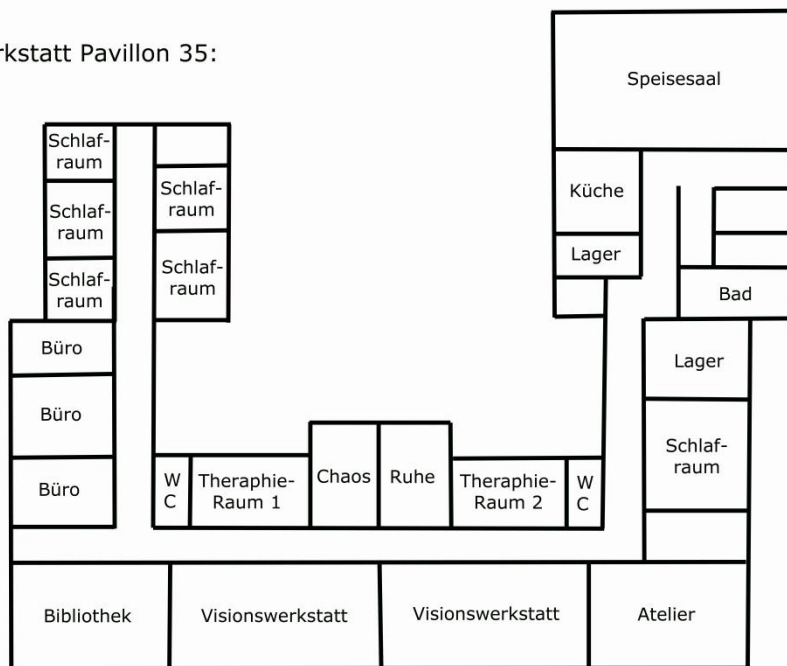 rkstatt Pavillon 35:
Speisesaal
Schlaf-
raum
Schlaf-
raum
Schlaf-
raum
Schlaf-
raum
Schlaf-
raum
Küche
Lager
Bad
Büro
Büro
Büro
Lager
Schlaf-
raum
W
C
Theraphie-
Raum 1
Chaos
Ruhe
Theraphie-
Raum 2
W
C
Bibliothek
Visionswerkstatt
Visionswerkstatt
Atelier